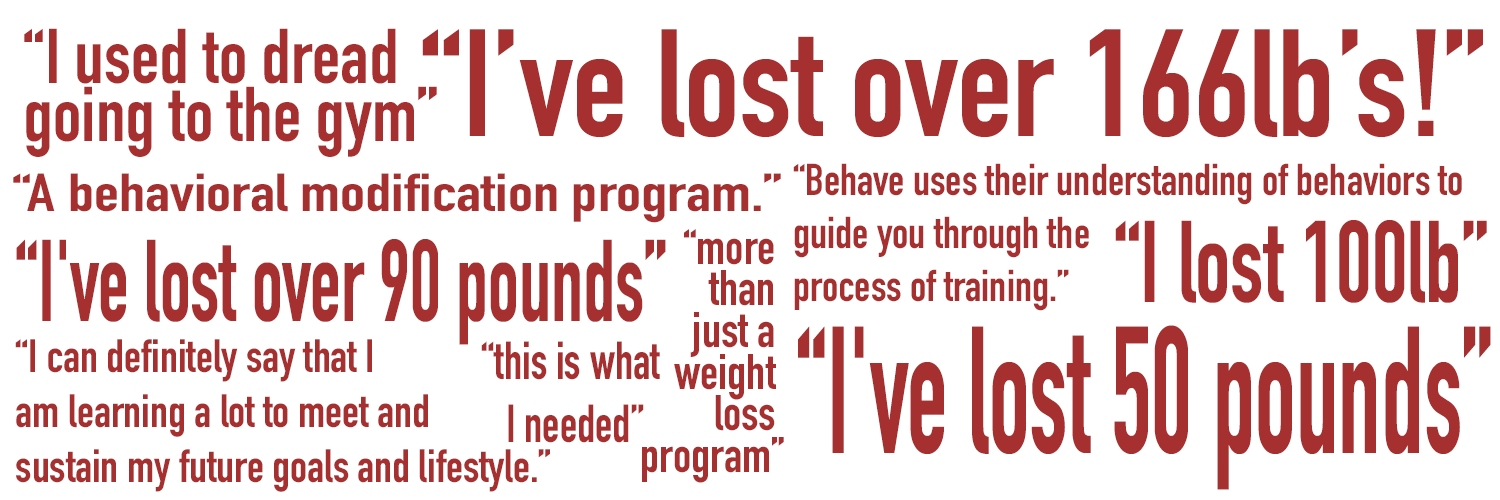 “I used to dread
going to the gym”
“I’ve lost over 166lb’s!”
“A behavioral modification program.”
“Behave uses their understanding of behaviors to
guide you through the
process of training.”
“I've lost over 90 pounds”
“more
than
just a
weight
loss
program”
“I lost 100lb”
“I can definitely say that I
am learning a lot to meet and
sustain my future goals and lifestyle.”
“this is what
I needed”
“I've lost 50 pounds”